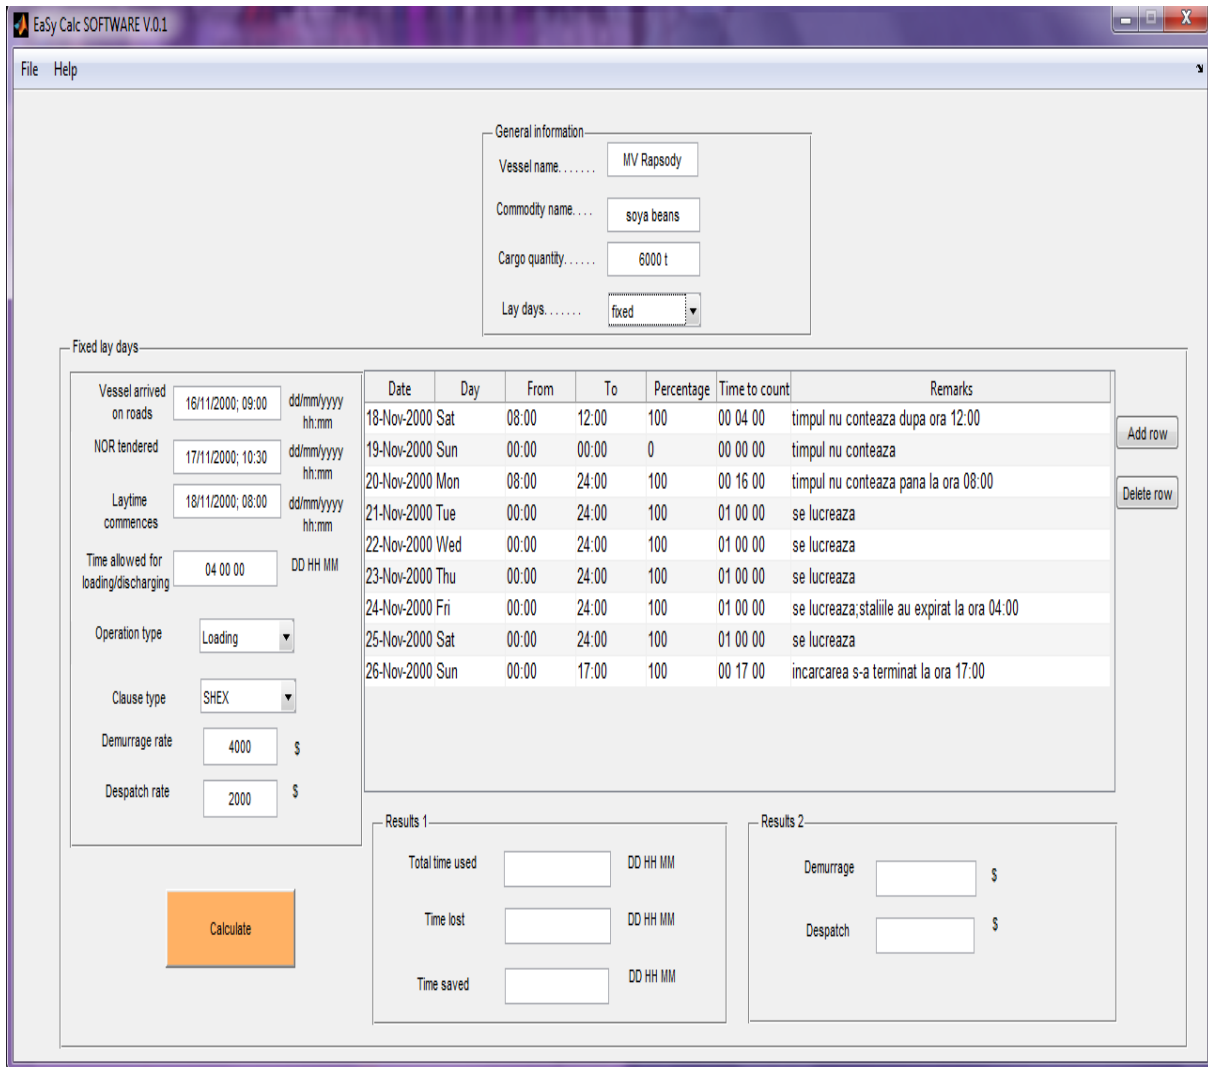 EaSy Calc SOFTWARE V.0.1
File Help
General information
Vessel name. . . . . . . MV Rapsody
Commodity name. . . . soya beans
Cargo quantity. . . . . . 6000 t
Lay days. . . . . . . fixed
Fixed lay days
Vessel arrived on roads 16/11/2000; 09:00 dd/mm/yyyy hh:mm
NOR tendered 17/11/2000; 10:30 dd/mm/yyyy hh:mm
Laytime commences 18/11/2000; 08:00 dd/mm/yyyy hh:mm
Time allowed for loading/discharging 04 00 00 DD HH MM
Operation type Loading
Clause type SHEX
Demurrage rate 4000 $
Despatch rate 2000 $
Calculate
Date Day From To Percentage Time to count Remarks
18-Nov-2000 Sat 08:00 12:00 100 00 04 00 timpul nu conteaza dupa ora 12:00
19-Nov-2000 Sun 00:00 00:00 0 00 00 00 timpul nu conteaza
20-Nov-2000 Mon 08:00 24:00 100 00 16 00 timpul nu conteaza pana la ora 08:00
21-Nov-2000 Tue 00:00 24:00 100 01 00 00 se lucreaza
22-Nov-2000 Wed 00:00 24:00 100 01 00 00 se lucreaza
23-Nov-2000 Thu 00:00 24:00 100 01 00 00 se lucreaza
24-Nov-2000 Fri 00:00 24:00 100 01 00 00 se lucreaza;staliile au expirat la ora 04:00
25-Nov-2000 Sat 00:00 24:00 100 01 00 00 se lucreaza
26-Nov-2000 Sun 00:00 17:00 100 00 17 00 incarcarea s-a terminat la ora 17:00
Add row
Delete row
Results 1
Total time used DD HH MM
Time lost DD HH MM
Time saved DD HH MM
Results 2
Demurrage $
Despatch $